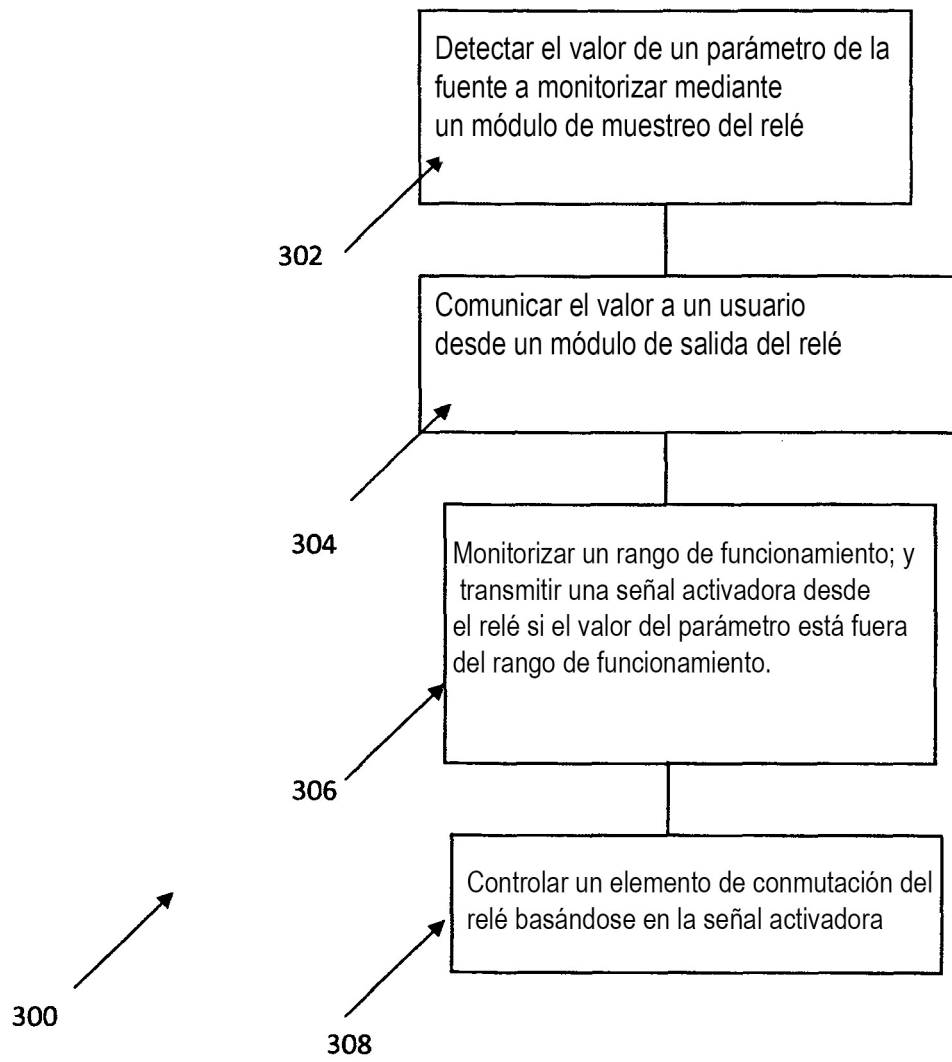 Detectar el valor de un parámetro de la
fuente a monitorizar mediante
un módulo de muestreo del relé
302
Comunicar el valor a un usuario
desde un módulo de salida del relé
304
Monitorizar un rango de funcionamiento; y
transmitir una señal activadora desde
el relé si el valor del parámetro está fuera
del rango de funcionamiento.
306
Controlar un elemento de conmutación del
relé basándose en la señal activadora
300
308